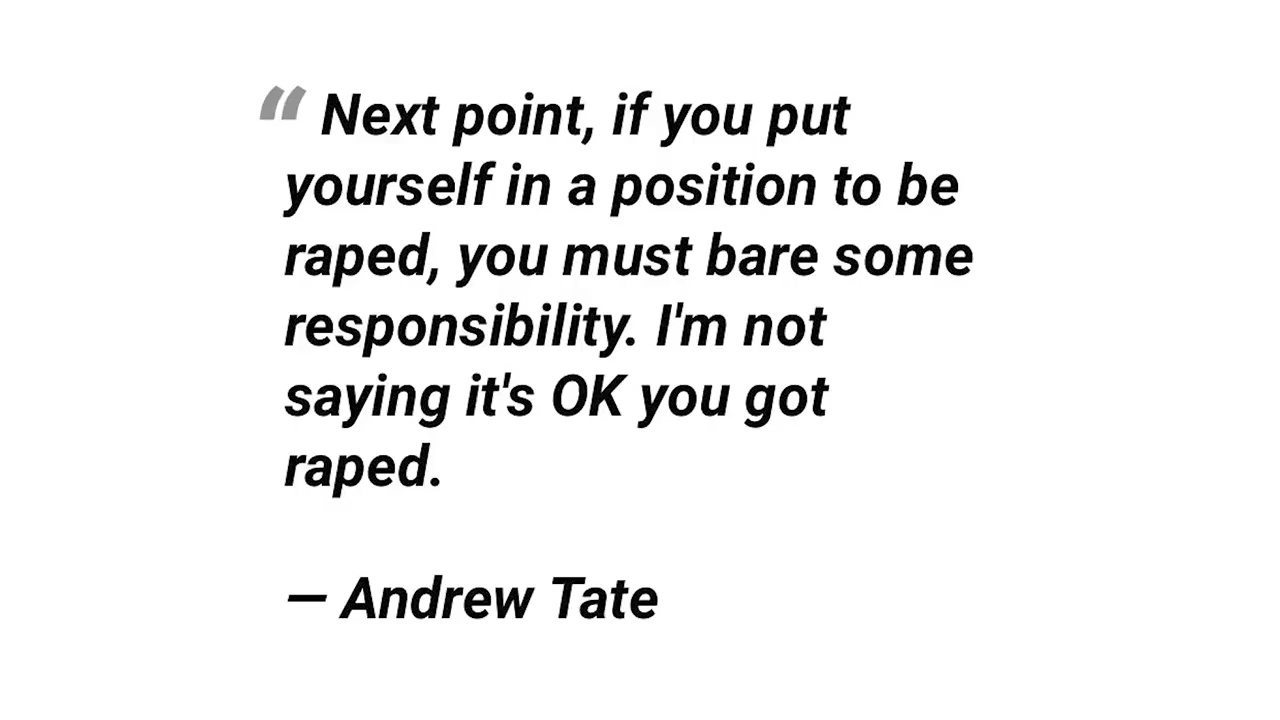 “ Next point, if you put
yourself in a position to be
raped, you must bare some
responsibility. I'm not
saying it's OK you got
raped.
— Andrew Tate